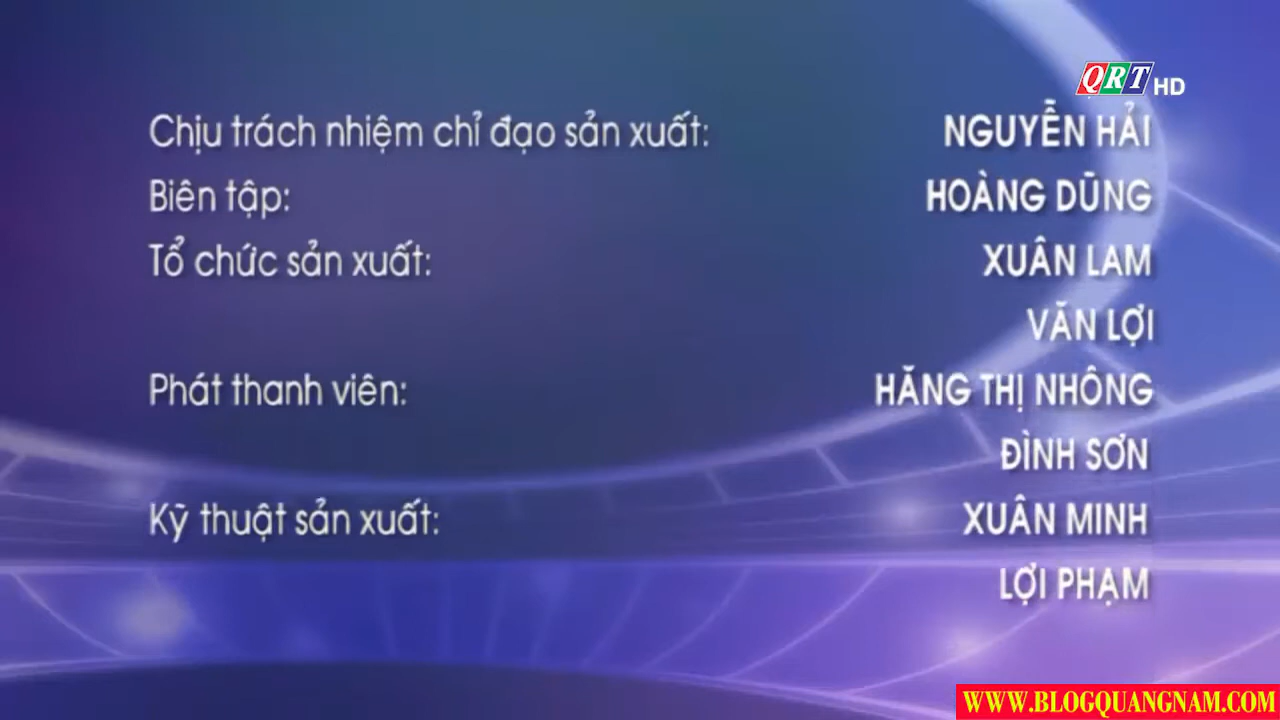 QRT HD
Chịu trách nhiệm chỉ đạo sản xuất: NGUYỄN HẢI
Biên tập: HOÀNG DŨNG
Tổ chức sản xuất: XUÂN LAM
VĂN LỢI
Phát thanh viên: HĂNG THỊ NHÔNG
ĐÌNH SƠN
Kỹ thuật sản xuất: XUÂN MINH
LỢI PHẠM
WWW.BLOGQUANGNAM.COM